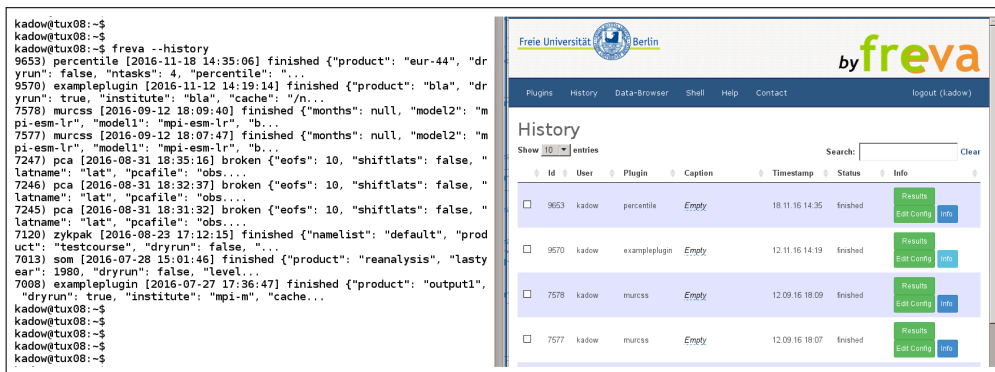 kadow@tux08:~$
kadow@tux08:~$
kadow@tux08:~$ freva --history
9653) percentile [2016-11-18 14:35:06] finished {"product": "eur-44", "dr
yrun": false, "ntasks": 4, "percentile": "...
9570) exampleplugin [2016-11-12 14:19:14] finished {"product": "bla", "dr
yrun": true, "institute": "bla", "cache": "/n...
7578) murcss [2016-09-12 18:09:40] finished {"months": null, "model2": "m
pi-esm-lr", "model1": "mpi-esm-lr", "b...
7577) murcss [2016-09-12 18:07:47] finished {"months": null, "model2": "m
pi-esm-lr", "model1": "mpi-esm-lr", "b...
7247) pca [2016-08-31 18:35:16] broken {"eofs": 10, "shiftlats": false, "
latname": "lat", "pcafile": "obs....
7246) pca [2016-08-31 18:32:37] broken {"eofs": 10, "shiftlats": false, "
latname": "lat", "pcafile": "obs....
7245) pca [2016-08-31 18:31:32] broken {"eofs": 10, "shiftlats": false, "
latname": "lat", "pcafile": "obs....
7120) zykpak [2016-08-23 17:12:15] finished {"namelist": "default", "prod
uct": "testcourse", "dryrun": false, "...
7013) som [2016-07-28 15:01:46] finished {"product": "reanalysis", "lasty
ear": 1980, "dryrun": false, "level...
7008) exampleplugin [2016-07-27 17:36:47] finished {"product": "output1",
"dryrun": true, "institute": "mpi-m", "cache...
kadow@tux08:~$
kadow@tux08:~$
kadow@tux08:~$
kadow@tux08:~$
kadow@tux08:~$
Freie Universität Berlin
by freva
Plugins History Data-Browser Shell Help Contact logout (kadow)
History
Show 10 entries Search: Clear
Id User Plugin Caption Timestamp Status Info
9653 kadow percentile Empty 18.11.16 14:35 finished Results
Edit Config Info
9570 kadow exampleplugin Empty 12.11.16 14:19 finished Results
Edit Config Info
7578 kadow murcss Empty 12.09.16 18:09 finished Results
Edit Config Info
7577 kadow murcss Empty 12.09.16 18:07 finished Results
Edit Config Info